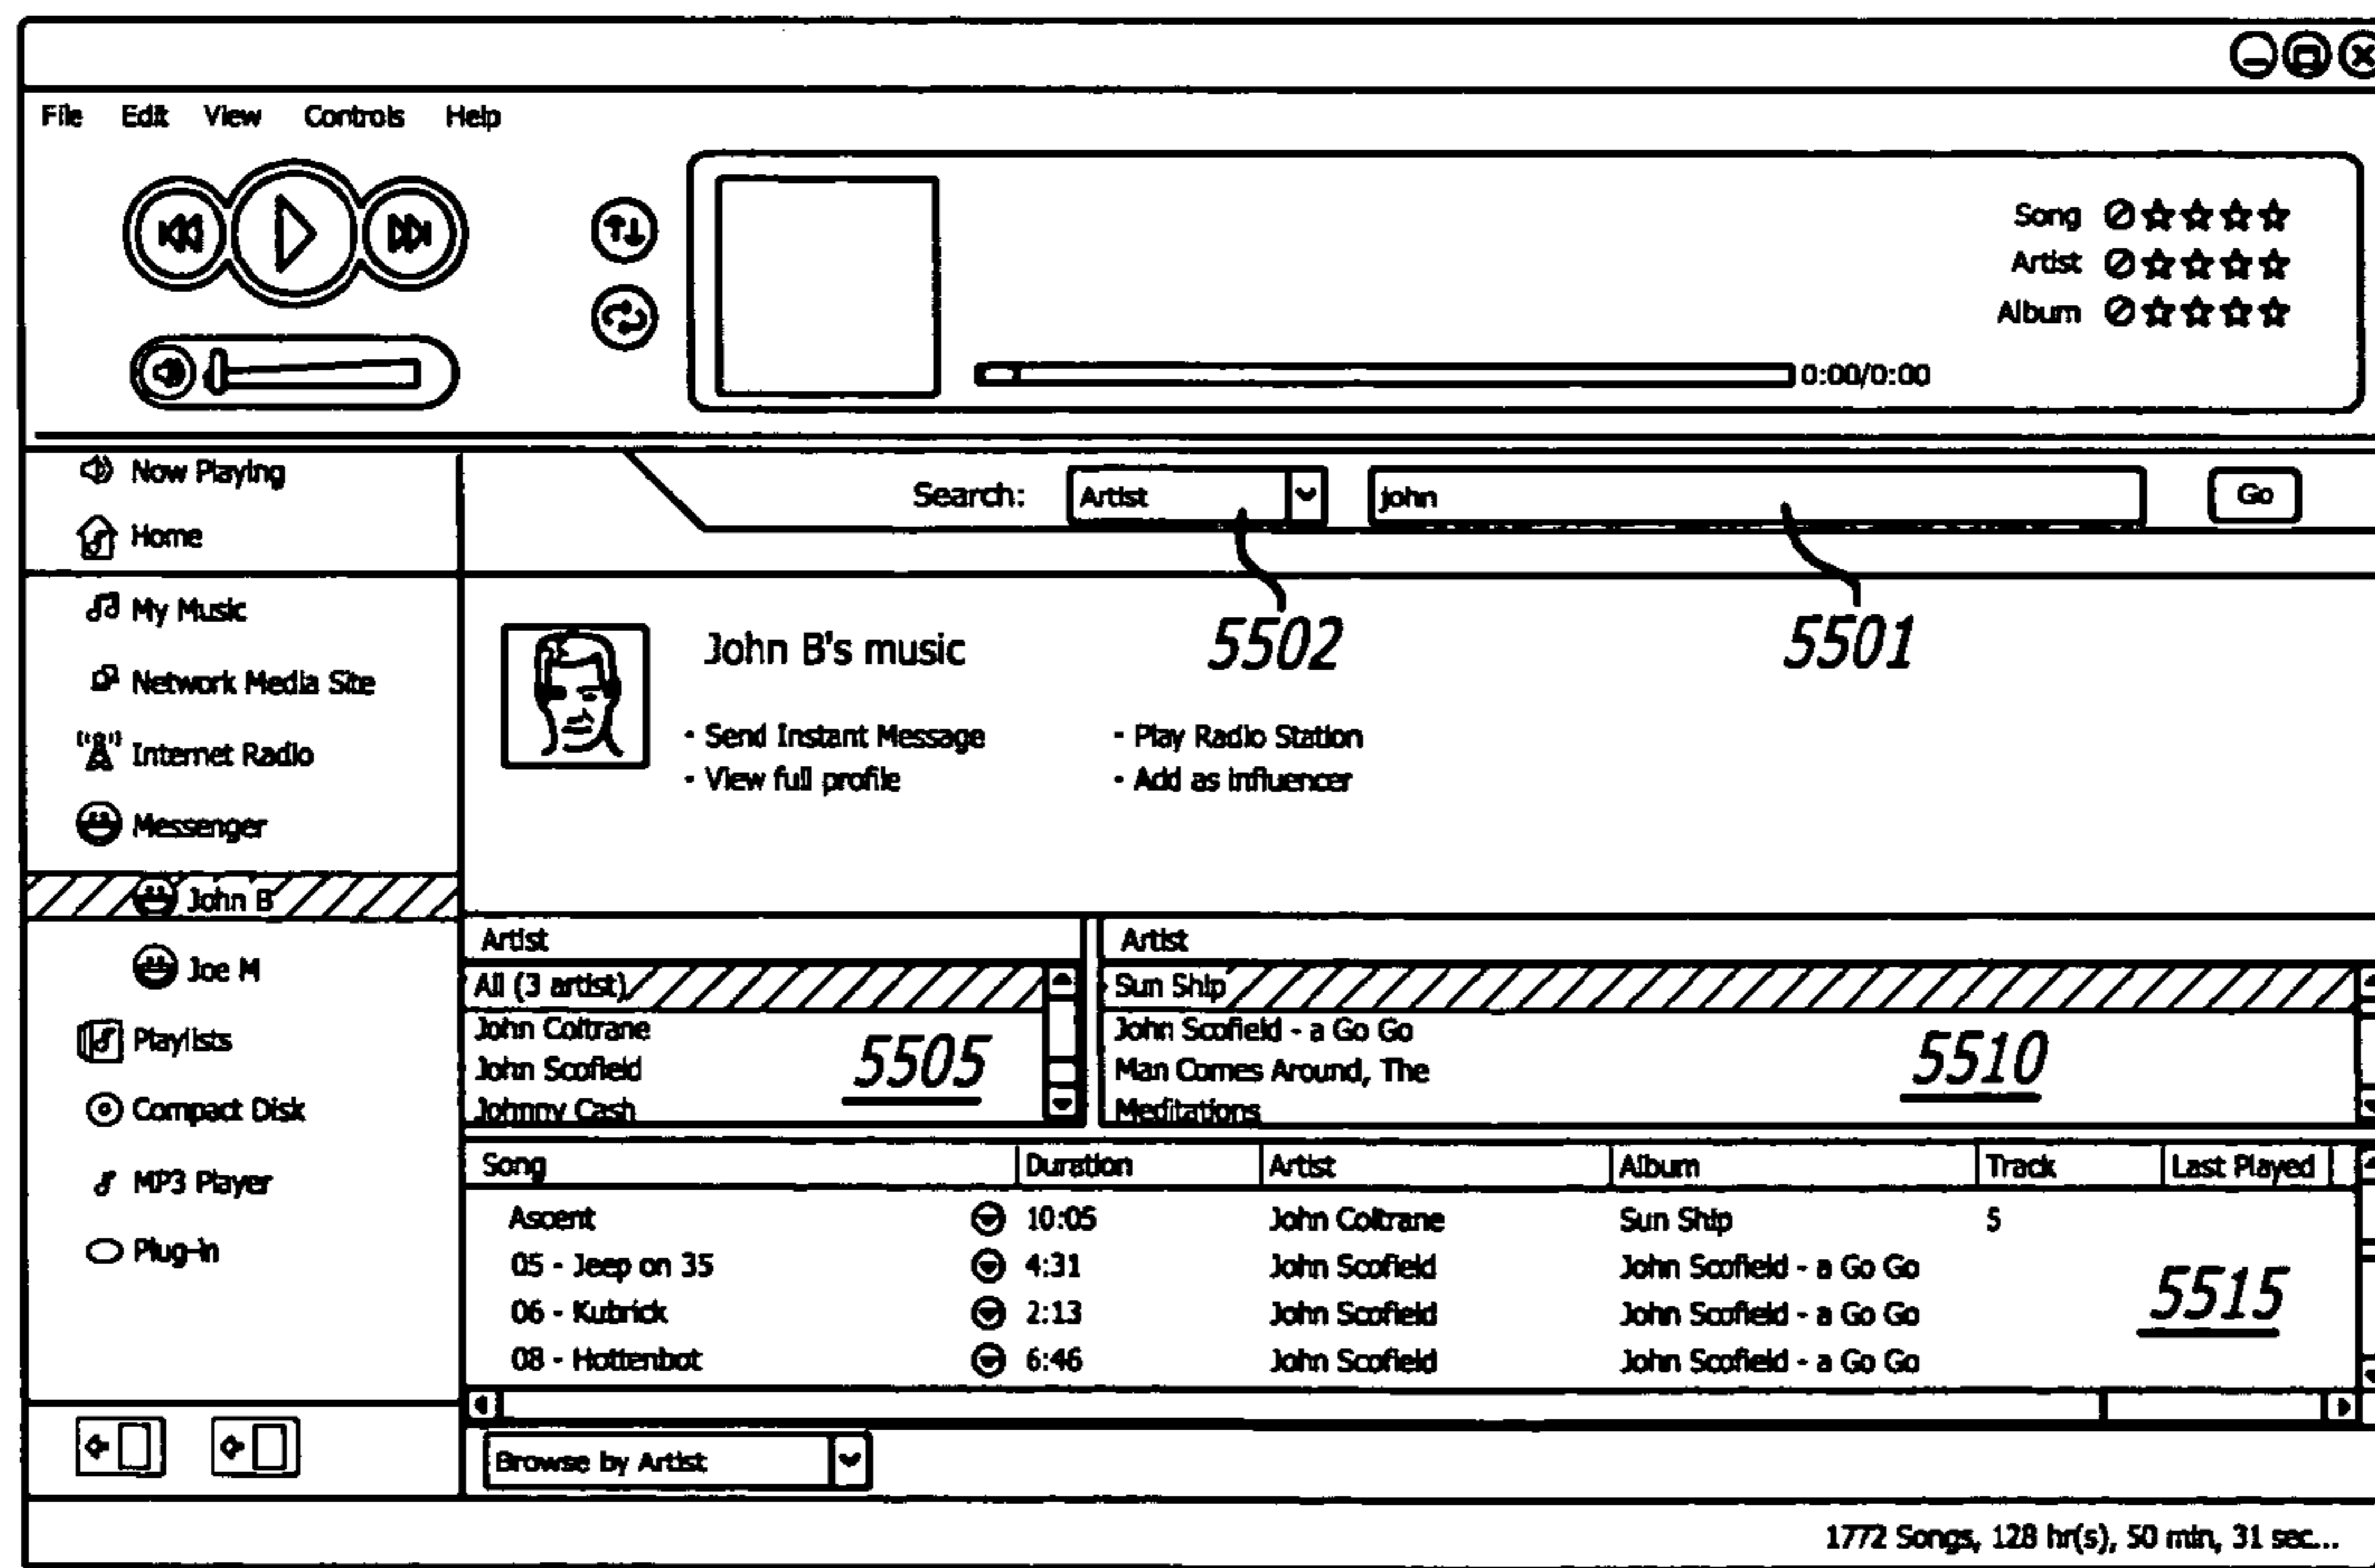 File Edit View Controls Help
Song
Artist
Album
0:00/0:00
Now Playing
Home
Search: Artist john Go
5502 5501
My Music
Network Media Site
Internet Radio
Messenger
John B
Joe M
Playlists
Compact Disk
MP3 Player
Plug-in
John B's music
- Send Instant Message - Play Radio Station
- View full profile - Add as influencer
Artist
All (3 artist)
John Coltrane
John Scofield
Johnny Cash
5505
Artist
Sun Ship
John Scofield - a Go Go
Man Comes Around, The
Meditations
5510
Song Duration Artist Album Track Last Played
Ascent 10:05 John Coltrane Sun Ship 5
05 - Jeep on 35 4:31 John Scofield John Scofield - a Go Go
06 - Kubrick 2:13 John Scofield John Scofield - a Go Go
08 - Hottenbot 6:46 John Scofield John Scofield - a Go Go
5515
Browse by Artist
1772 Songs, 128 hr(s), 50 min, 31 sec...